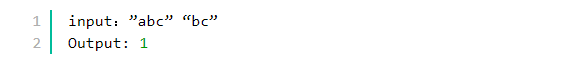 1 input：”abc” “bc”
2 Output: 1